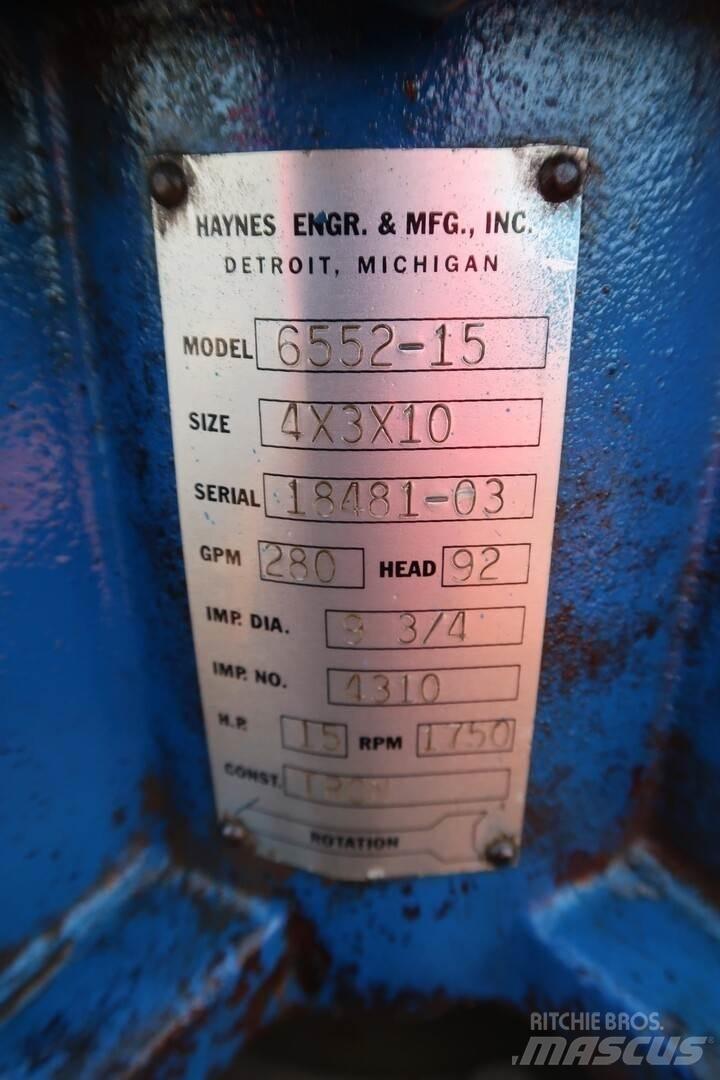 HAYNES ENGR. & MFG., INC.
DETROIT, MICHIGAN
MODEL 6552-15
SIZE 4X3X10
SERIAL 18481-03
GPM 280 HEAD 92
IMP. DIA. 9 3/4
IMP. NO. 4310
H.P. 15 RPM 1750
CONST. IRON
ROTATION
RITCHIE BROS.
MASCUS